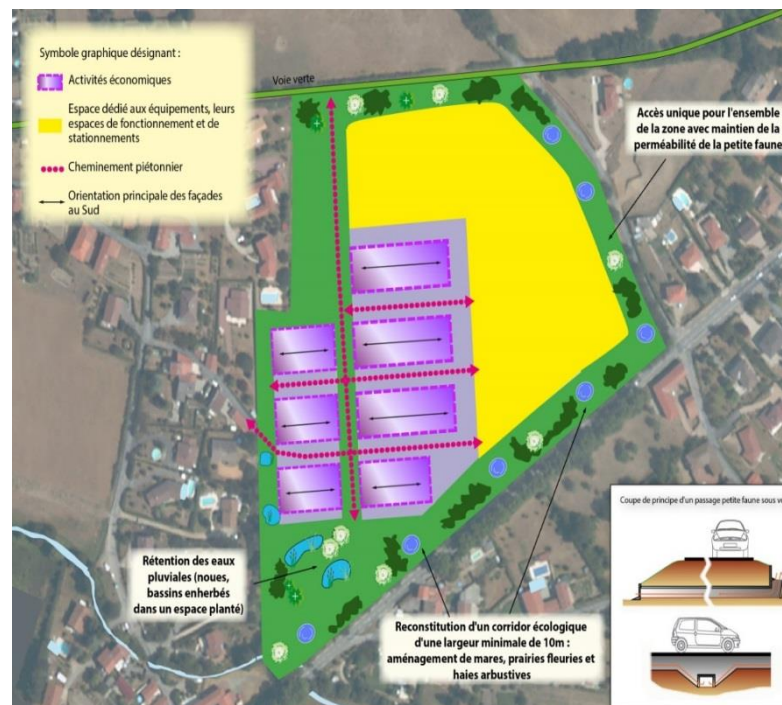 Symbole graphique désignant :
Activités économiques
Espace dédié aux équipements, leurs
espaces de fonctionnement et de
stationnements
Cheminement piétonnier
Orientation principale des façades
au Sud
Voie verte
Accès unique pour l'ensemble
de la zone avec maintien de la
perméabilité de la petite faune
Rétention des eaux
pluviales (noues,
bassins enherbés
dans un espace planté)
Reconstitution d'un corridor écologique
d'une largeur minimale de 10m :
aménagement de mares, prairies fleuries et
haies arbustives
Coupe de principe d'un passage petite faune sous